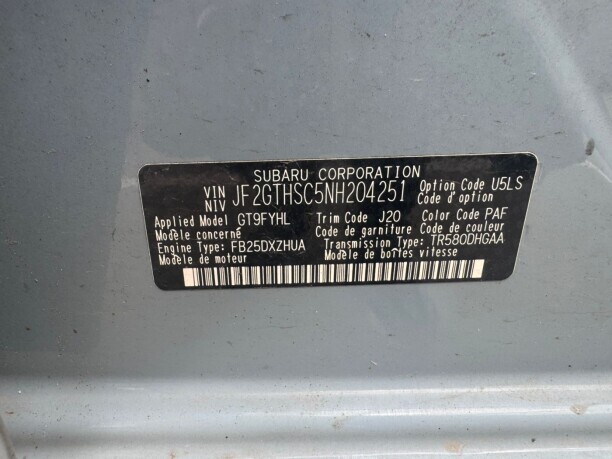 SUBARU CORPORATION
VIN NIV JF2GTHSC5NH204251 Option Code U5LS
Code d'option
Applied Model GT9FYHL Trim Code J20 Color Code PAF
Modèle concerné Code de garniture Code de couleur
Engine Type: FB25DXZHUA Transmission Type: TR580DHGAA
Modèle de moteur Modèle de boîtes vitesse